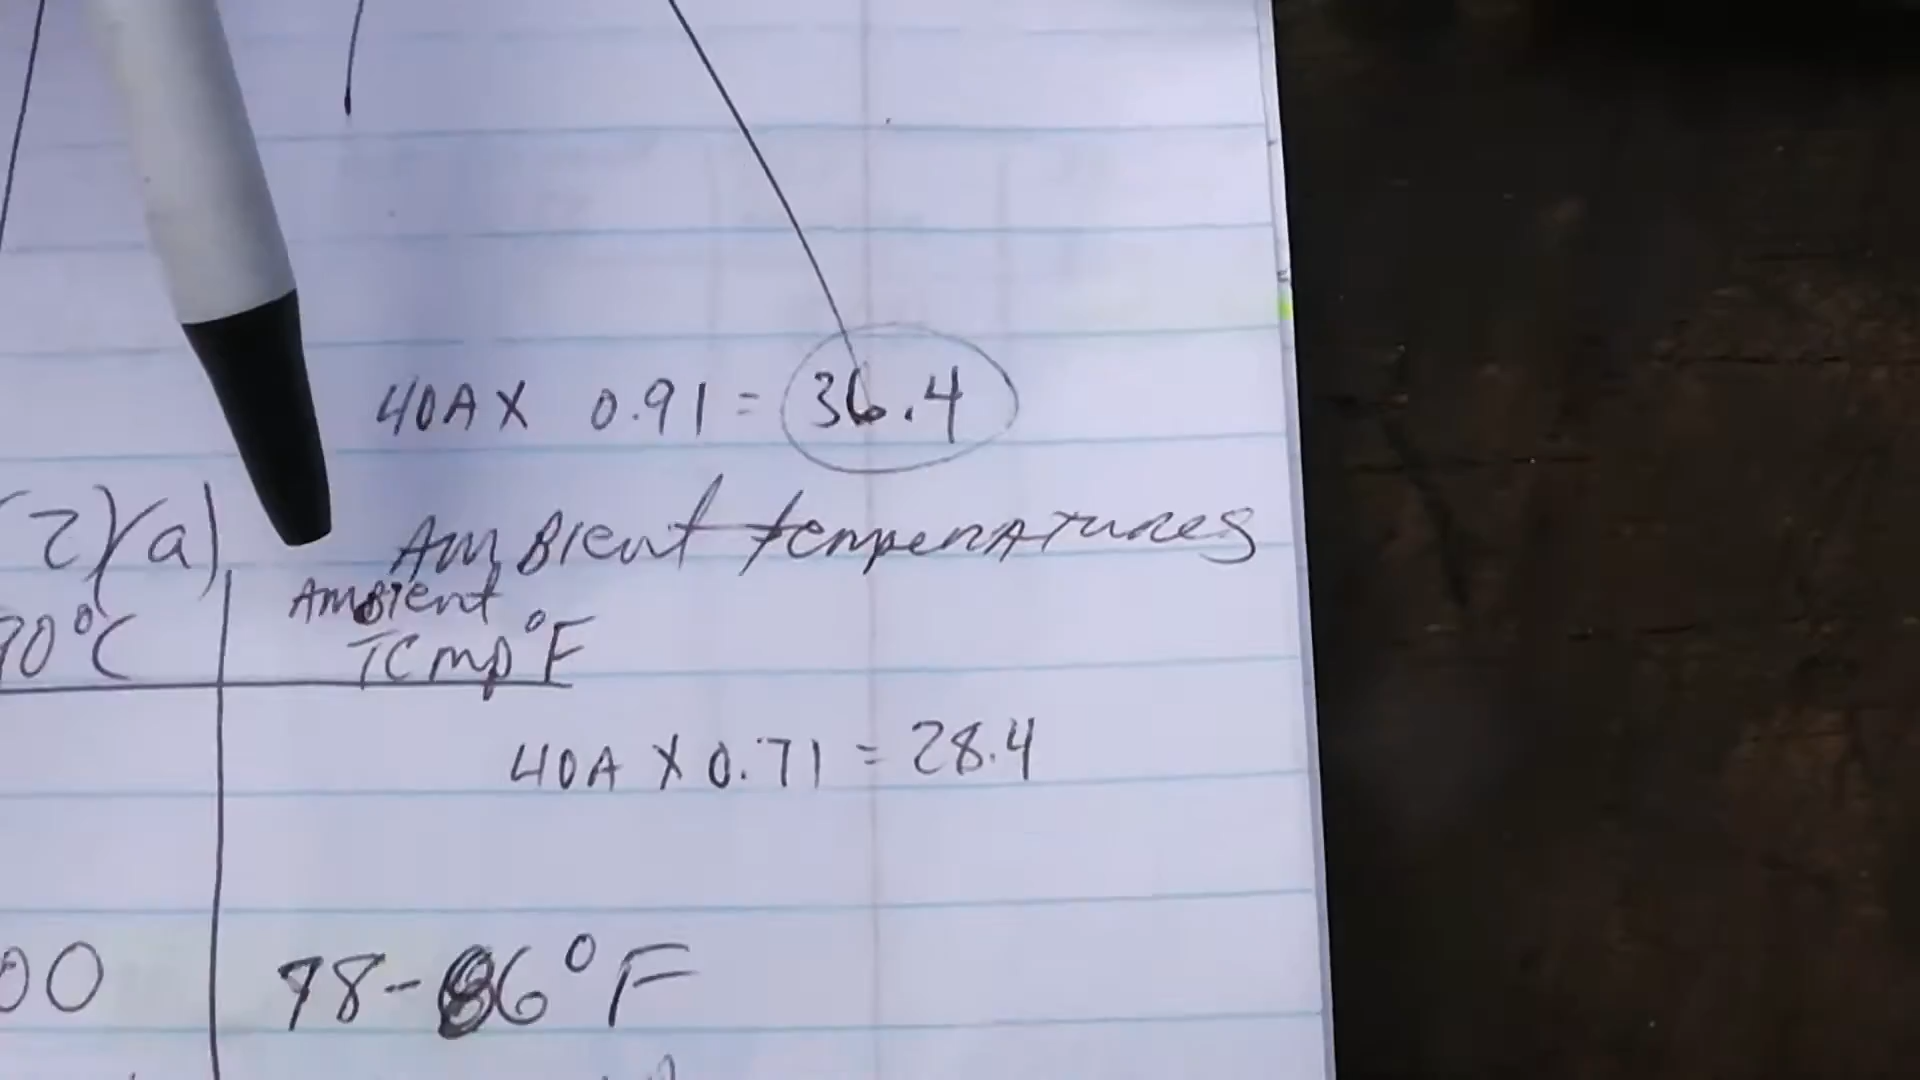 40A X 0.91 = 36.4
(2)(a) Ambient temperatures
90°C Ambient Temp °F
40A X 0.71 = 28.4
00 78-86°F